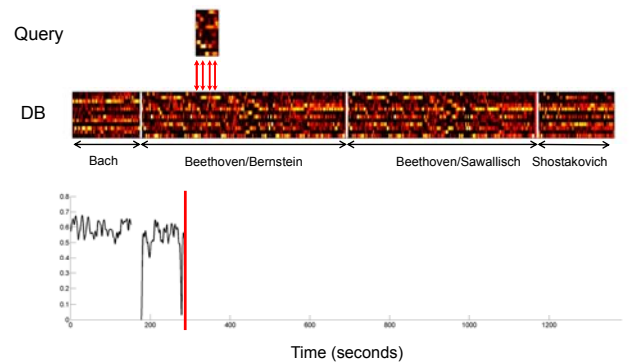 Query
DB
Bach Beethoven/Bernstein Beethoven/Sawallisch Shostakovich
0.8
0.7
0.6
0.5
0.4
0.3
0.2
0.1
0
0 200 400 600 800 1000 1200
Time (seconds)